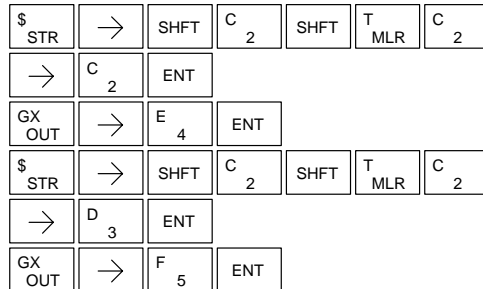 $ STR → SHFT C 2 SHFT T MLR C 2
→ C 2 ENT
GX OUT → E 4 ENT
$ STR → SHFT C 2 SHFT T MLR C 2
→ D 3 ENT
GX OUT → F 5 ENT